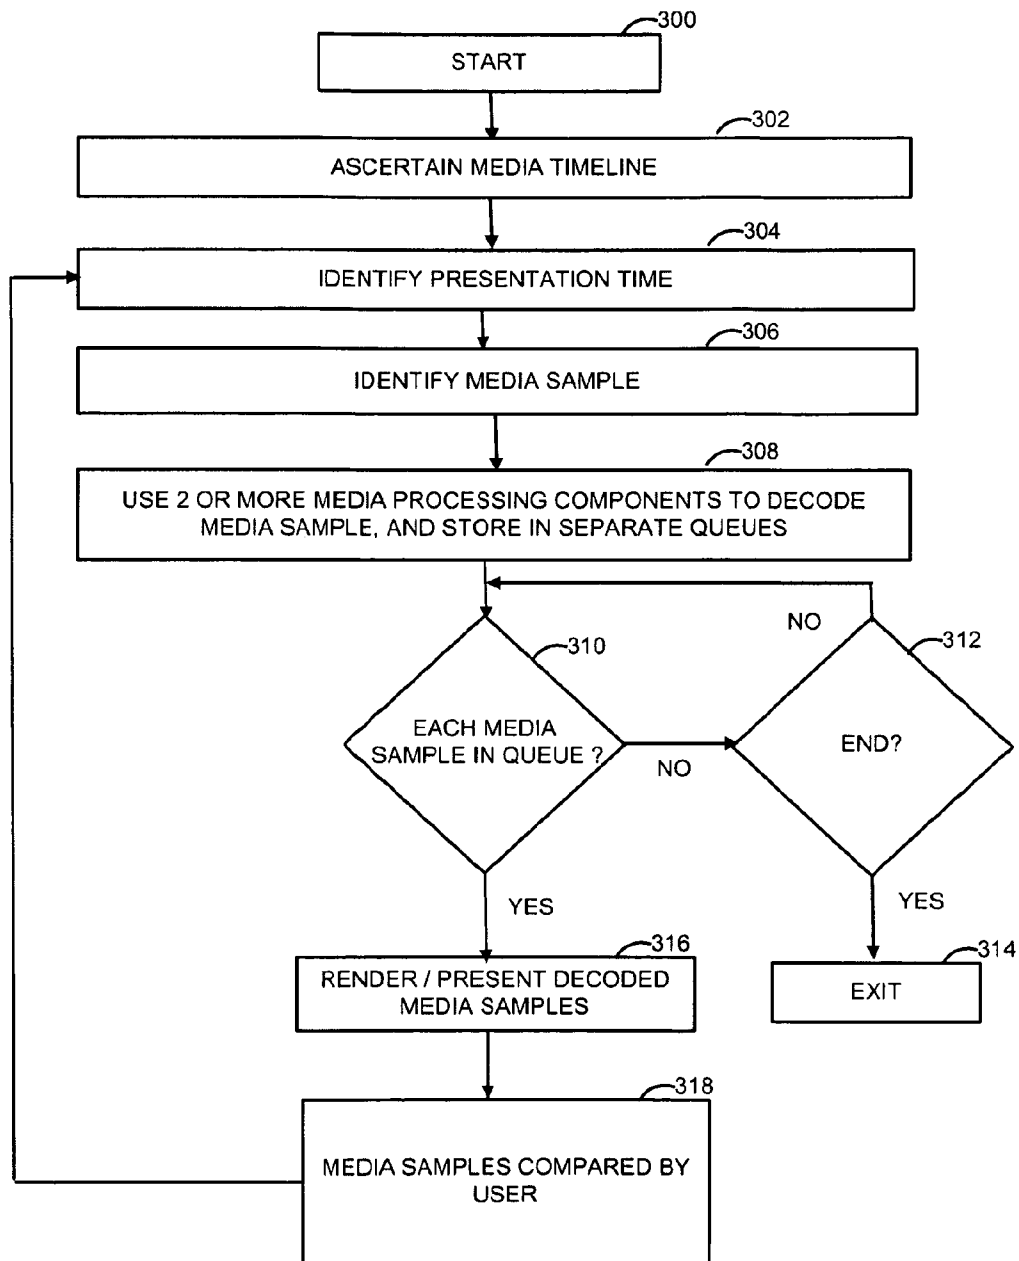 300
START
302
ASCERTAIN MEDIA TIMELINE
304
IDENTIFY PRESENTATION TIME
306
IDENTIFY MEDIA SAMPLE
308
USE 2 OR MORE MEDIA PROCESSING COMPONENTS TO DECODE
MEDIA SAMPLE, AND STORE IN SEPARATE QUEUES
NO
310
312
EACH MEDIA
SAMPLE IN QUEUE ?
END?
NO
YES
YES
316
RENDER / PRESENT DECODED
MEDIA SAMPLES
314
EXIT
318
MEDIA SAMPLES COMPARED BY
USER